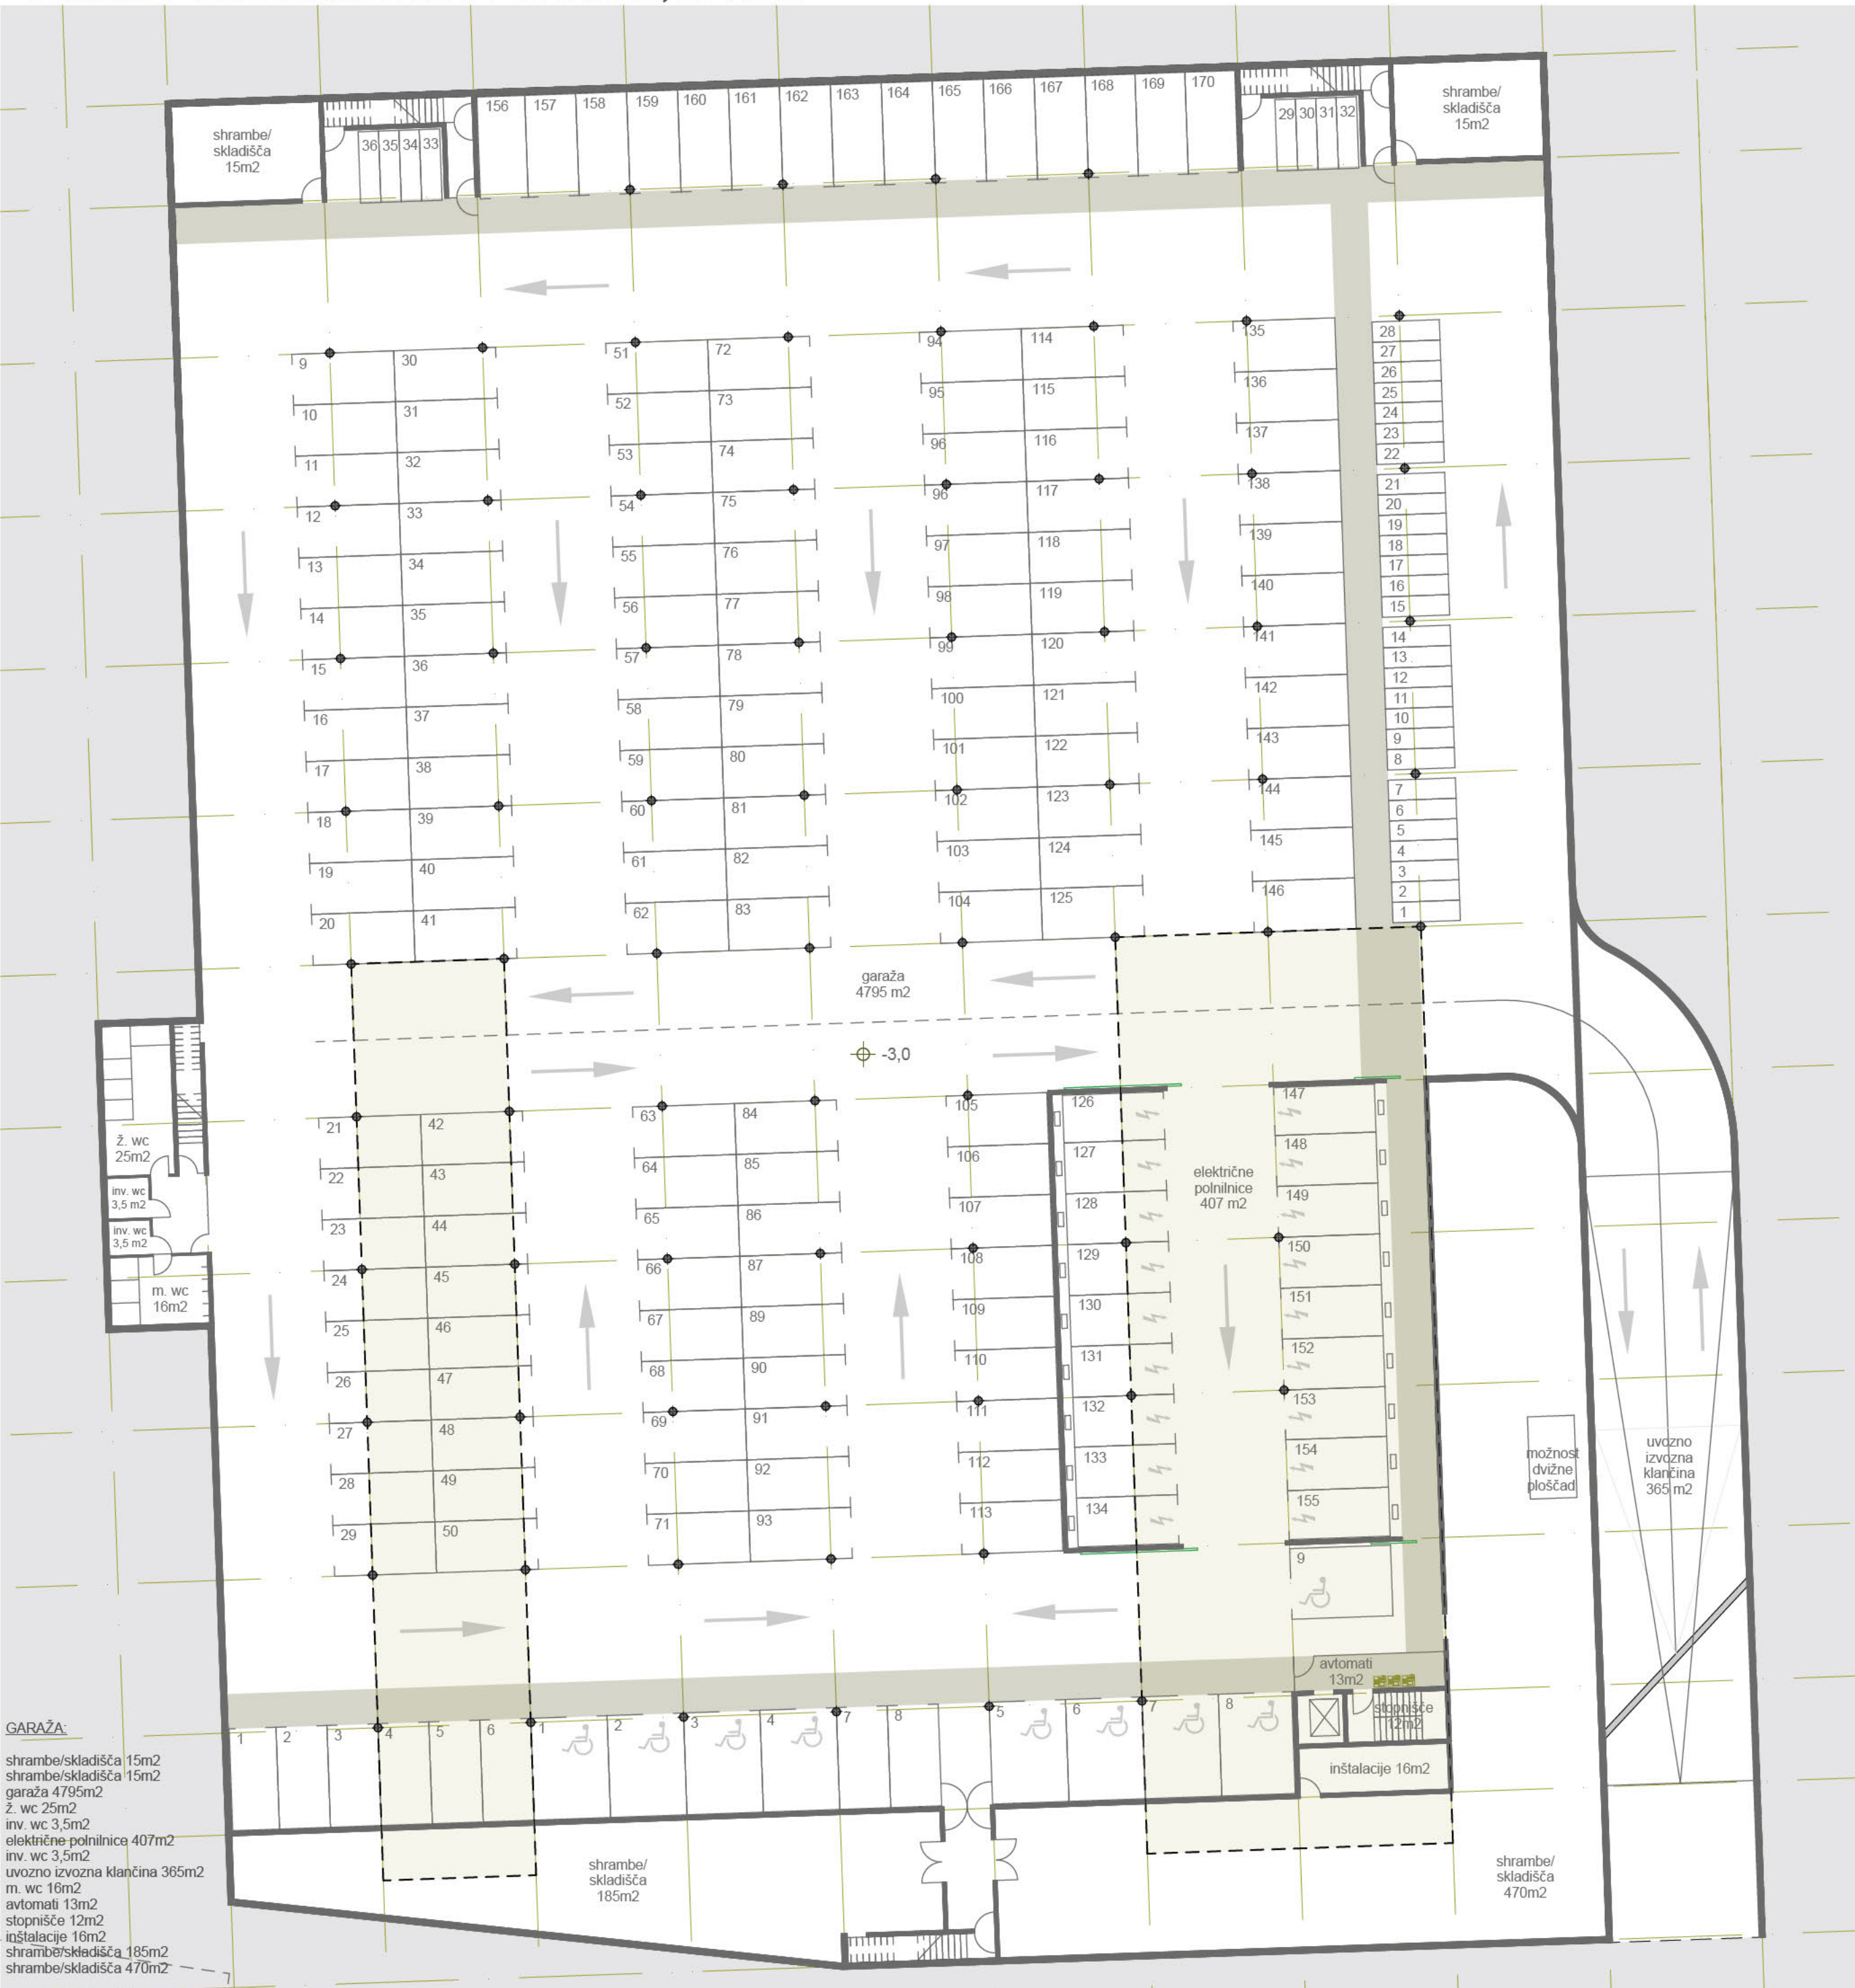 shrambe/
skladišča
15m2
36 35 34 33
156 157 158 159 160 161 162 163 164 165 166 167 168 169 170
29 30 31 32
shrambe/
skladišča
15m2
9 30
10 31
11 32
12 33
13 34
14 35
15 36
16 37
17 38
18 39
19 40
20 41
51 72
52 73
53 74
54 75
55 76
56 77
57 78
58 79
59 80
60 81
61 82
62 83
94 114
95 115
96 116
96 117
97 118
98 119
99 120
100 121
101 122
102 123
103 124
104 125
135
136
137
138
139
140
141
142
143
144
145
146
28
27
26
25
24
23
22
21
20
19
18
17
16
15
14
13
12
11
10
9
8
7
6
5
4
3
2
1
garaža
4795 m2
-3,0
ž. wc
25m2
inv. wc
3,5 m2
inv. wc
3,5 m2
m. wc
16m2
21 42
22 43
23 44
24 45
25 46
26 47
27 48
28 49
29 50
63 84
64 85
65 86
66 87
67 89
68 90
69 91
70 92
71 93
105
106
107
108
109
110
111
112
113
126
127
128
129
130
131
132
133
134
električne
polnilnice
407 m2
147
148
149
150
151
152
153
154
155
9
možnost
dvižne
ploščad
uvozno
izvozna
klančina
365 m2
avtomati
13m2
stopnišče
12m2
inštalacije 16m2
1 2 3 4 5 6 1 2 3 4 7 8 5 6 7 8
shrambe/
skladišča
185m2
shrambe/
skladišča
470m2
GARAŽA:
shrambe/skladišča 15m2
shrambe/skladišča 15m2
garaža 4795m2
ž. wc 25m2
inv. wc 3,5m2
električne polnilnice 407m2
inv. wc 3,5m2
uvozno izvozna klančina 365m2
m. wc 16m2
avtomati 13m2
stopnišče 12m2
inštalacije 16m2
shrambe/skladišča 185m2
shrambe/skladišča 470m2